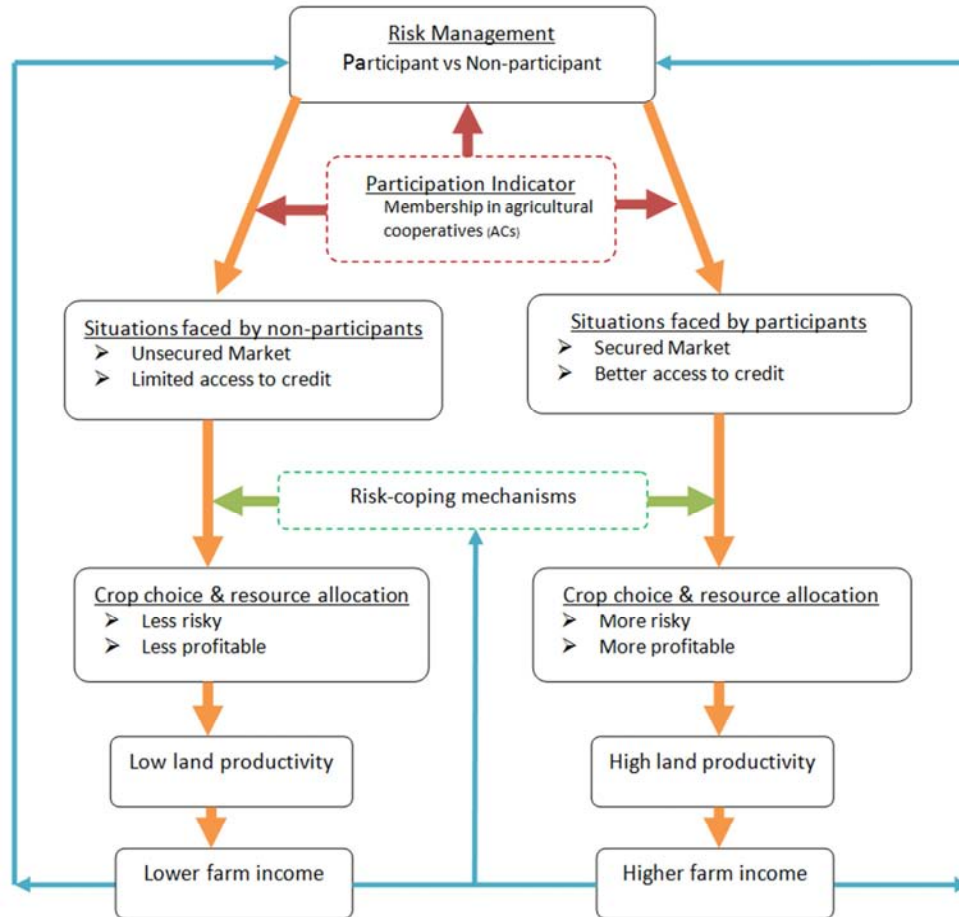 Risk Management
Participant vs Non-participant
Participation Indicator
Membership in agricultural
cooperatives (ACs)
Situations faced by non-participants
➤ Unsecured Market
➤ Limited access to credit
Situations faced by participants
➤ Secured Market
➤ Better access to credit
Risk-coping mechanisms
Crop choice & resource allocation
➤ Less risky
➤ Less profitable
Crop choice & resource allocation
➤ More risky
➤ More profitable
Low land productivity
High land productivity
Lower farm income
Higher farm income